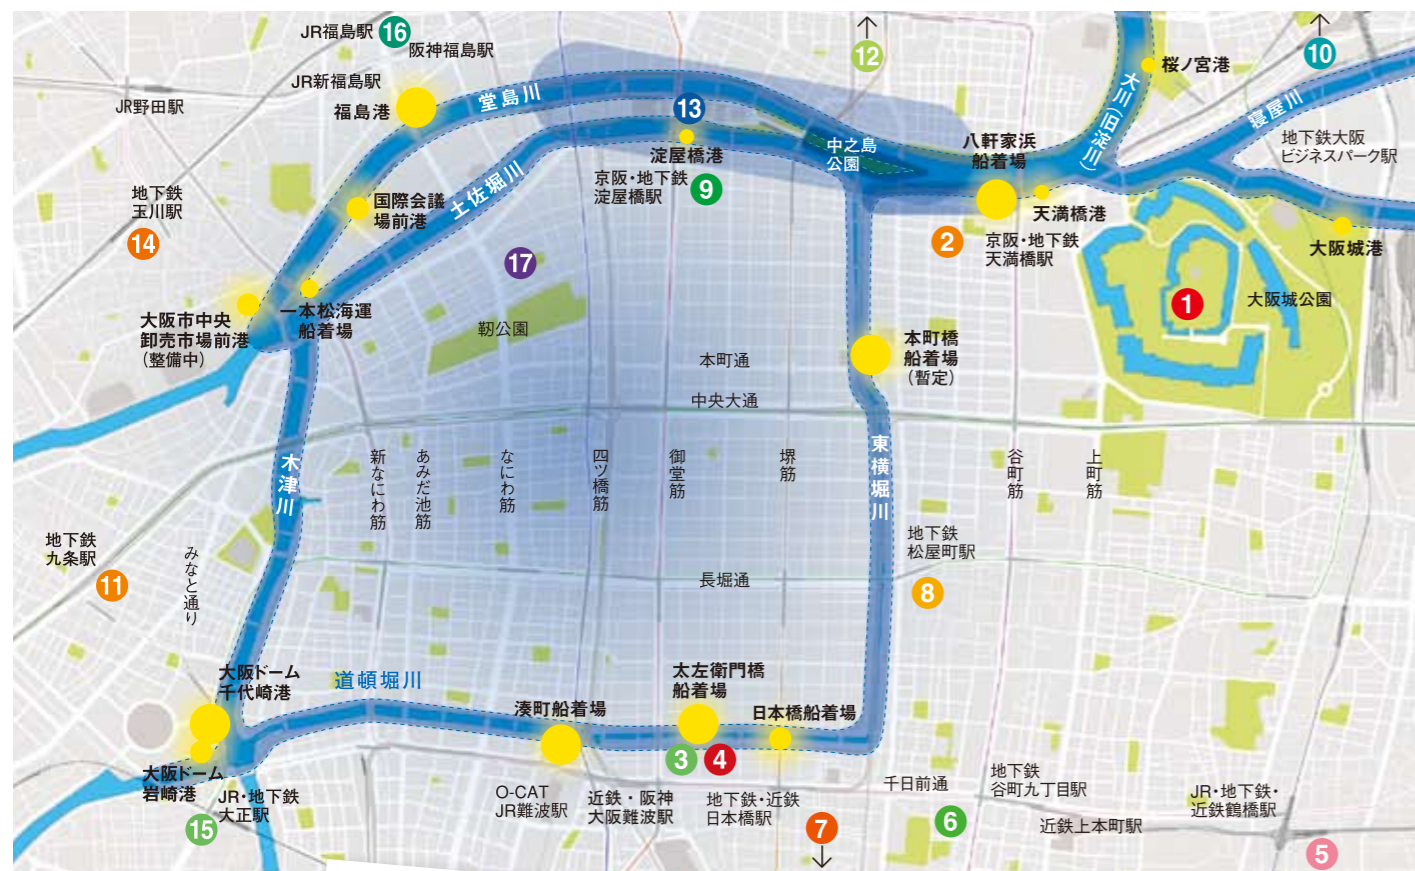 JR福島駅
16
阪神福島駅
JR新福島駅
福島港
JR野田駅
堂島川
12
13
淀屋橋港
京阪・地下鉄
淀屋橋駅
9
中之島
公園
八軒家浜
船着場
大川(旧淀川)
桜ノ宮港
10
寝屋川
地下鉄大阪
ビジネスパーク駅
天満橋港
京阪・地下鉄
天満橋駅
2
大阪城港
1
大阪城公園
地下鉄
玉川駅
14
国際会議
場前港
土佐堀川
17
靭公園
一本松海運
船着場
大阪市中央
卸売市場前港
(整備中)
本町橋
船着場
(暫定)
本町通
中央大通
木津川
新なにわ筋
あみだ池筋
なにわ筋
四ツ橋筋
御堂筋
堺筋
東横堀川
谷町筋
上町筋
地下鉄
九条駅
11
みなと通り
長堀通
地下鉄
松屋町駅
8
大阪ドーム
千代崎港
道頓堀川
湊町船着場
太左衛門橋
船着場
日本橋船着場
3
4
大阪ドーム
岩崎港
JR・地下鉄
大正駅
15
O-CAT
JR難波駅
近鉄・阪神
大阪難波駅
地下鉄・近鉄
日本橋駅
7
千日前通
6
地下鉄
谷町九丁目駅
近鉄上本町駅
JR・地下鉄・
近鉄鶴橋駅
5